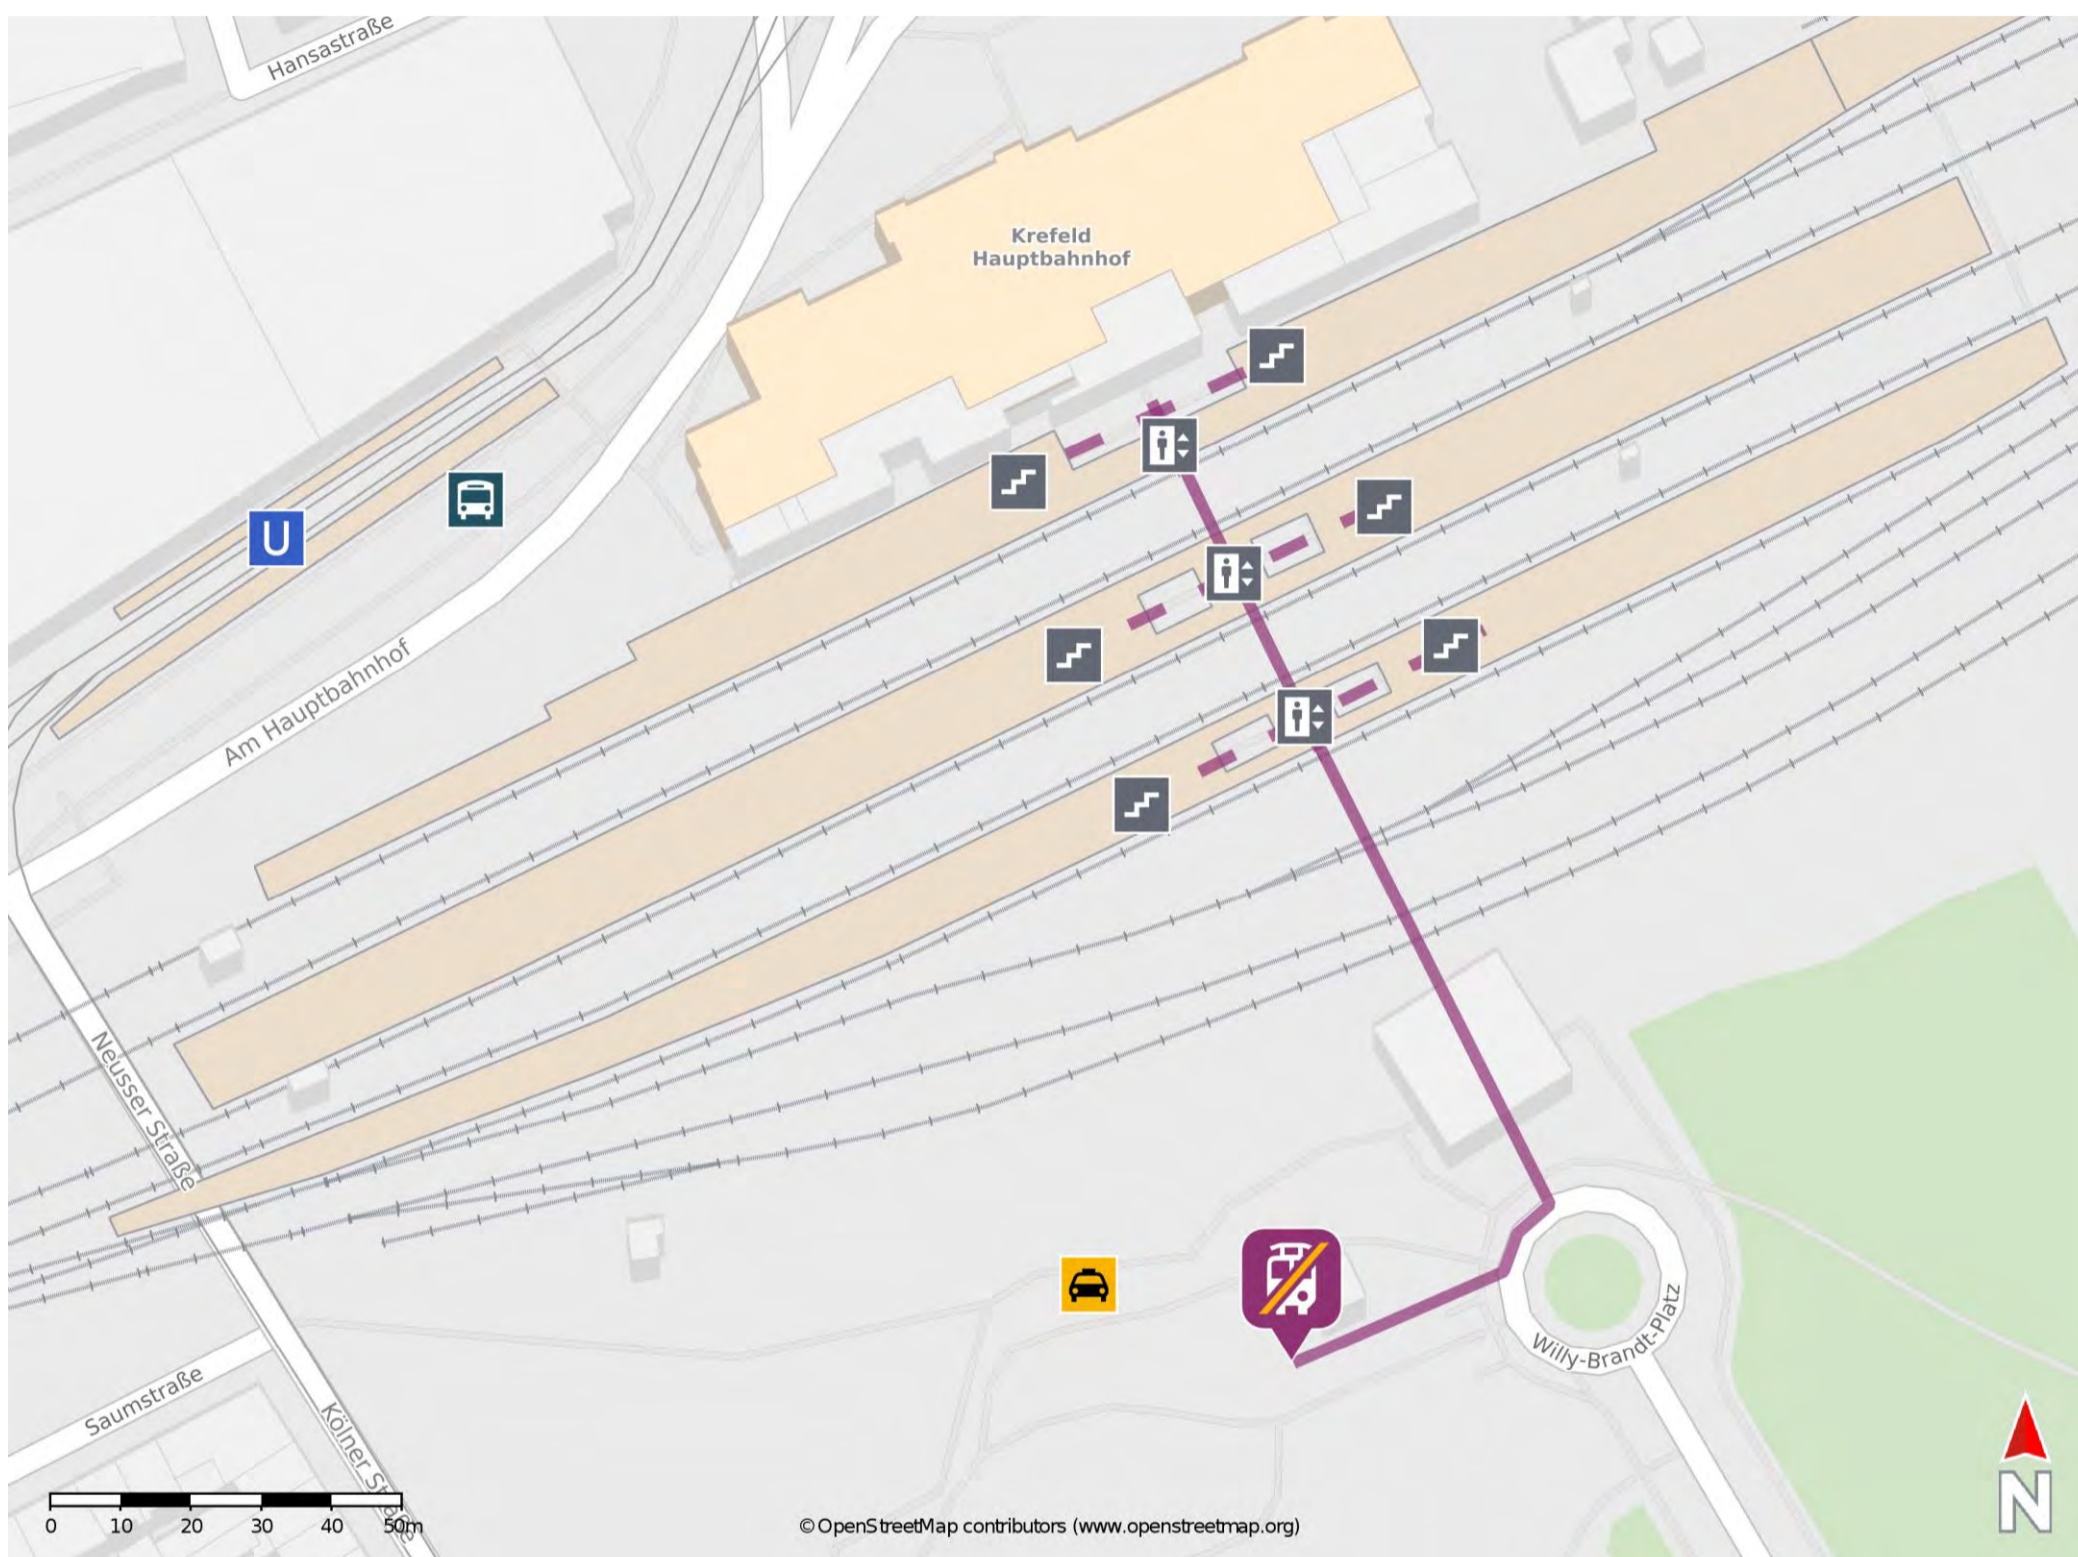 Hansastraße
Krefeld
Hauptbahnhof
U
Am Hauptbahnhof
Neusser Straße
Willy-Brandt-Platz
Saumstraße
Kölner Straße
0 10 20 30 40 50m
© OpenStreetMap contributors (www.openstreetmap.org)
N